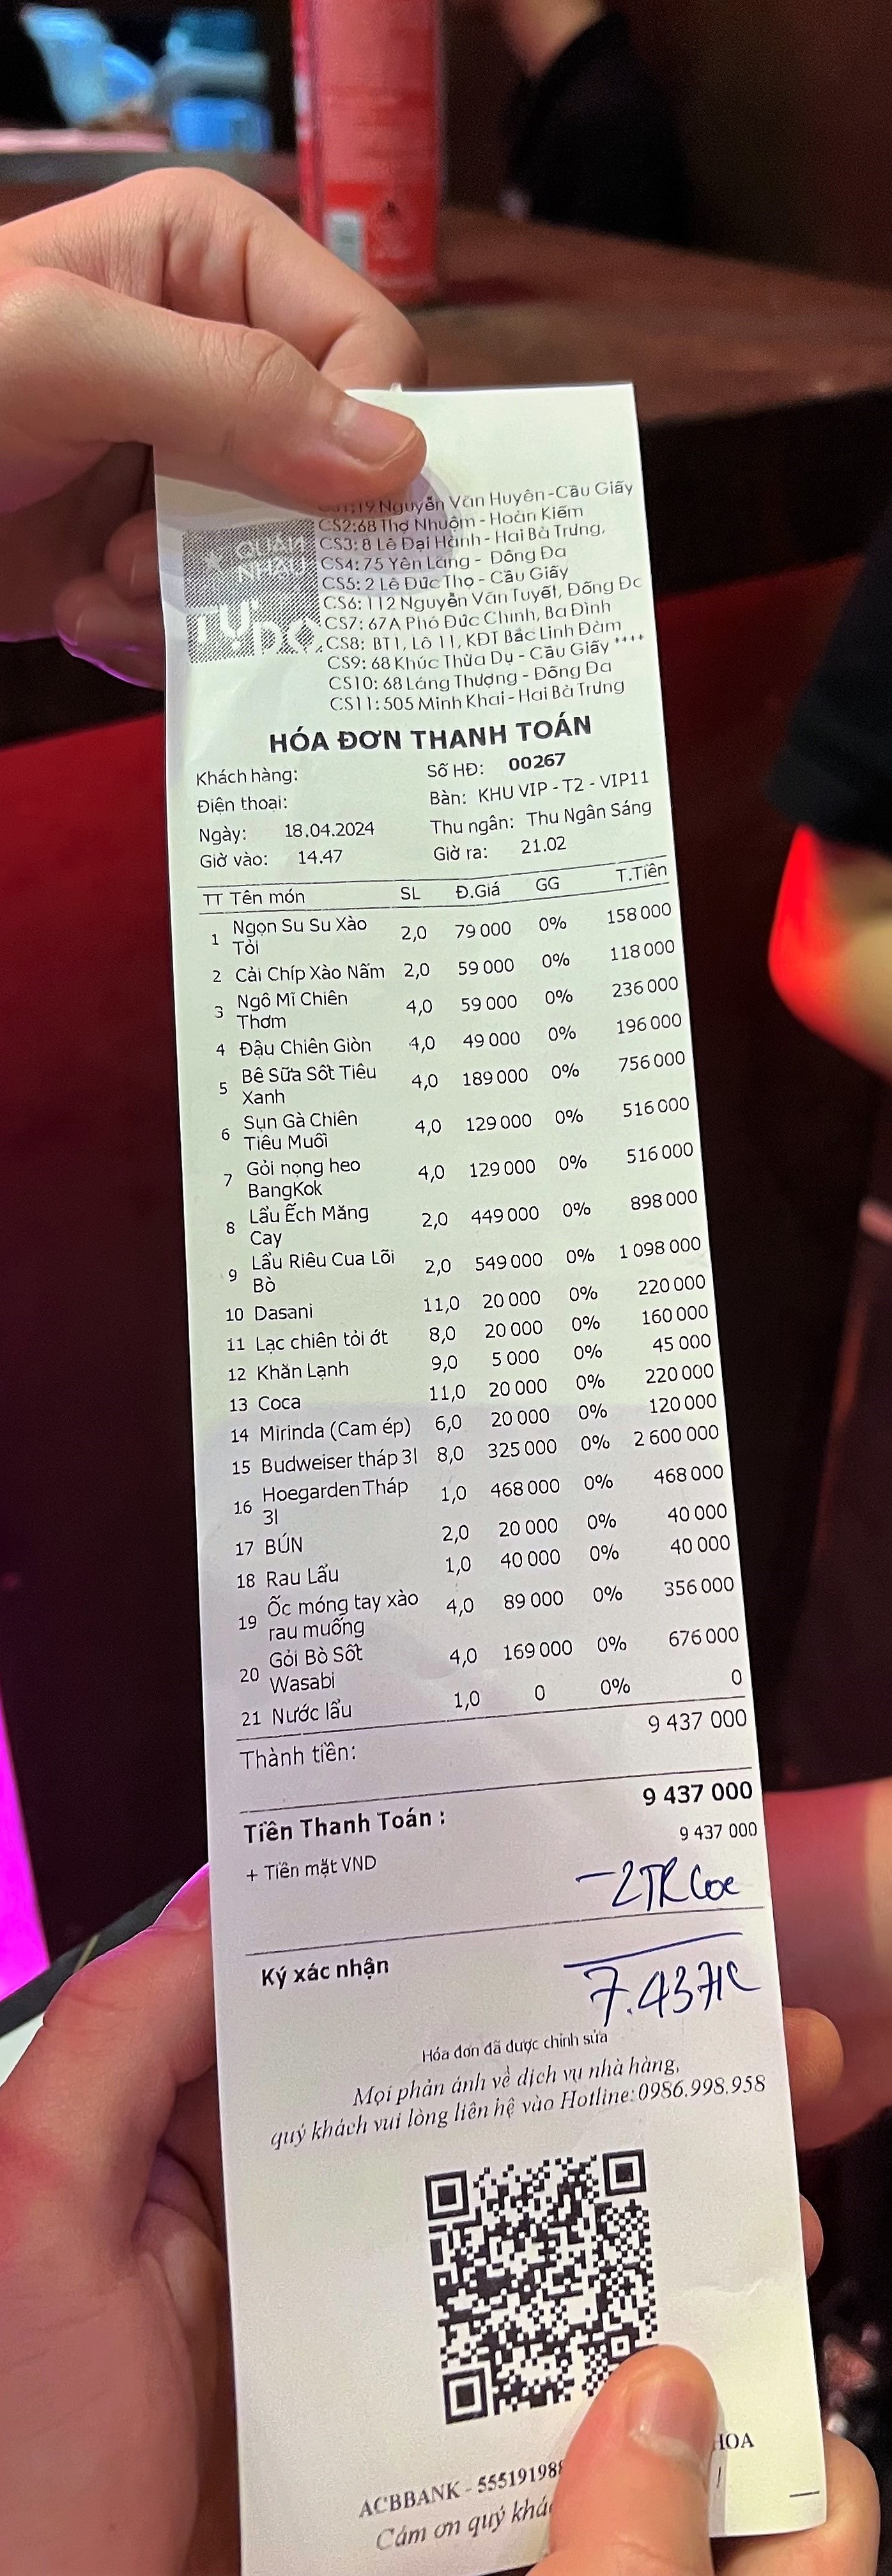 QUÁN
NHẬU
TỰ DO
19 Nguyễn Văn Huyên-Cầu Giấy
CS2:68 Thợ Nhuộm - Hoàn Kiếm
CS3: 8 Lê Đại Hành - Hai Bà Trưng,
CS4: 75 Yên Lãng - Đống Đa
CS5: 2 Lê Đức Thọ - Cầu Giấy
CS6: 112 Nguyễn Văn Tuyết, Đống Đc
CS7: 67A Phó Đức Chính, Ba Đình
CS8: BT1, Lô 11, KĐT Bắc Linh Đàm
CS9: 68 Khúc Thừa Dụ - Cầu Giấy ****
CS10: 68 Láng Thượng - Đống Đa
CS11: 505 Minh Khai - Hai Bà Trưng
HÓA ĐƠN THANH TOÁN
Khách hàng: Số HĐ: 00267
Điện thoại: Bàn: KHU VIP - T2 - VIP11
Ngày: 18.04.2024 Thu ngân: Thu Ngân Sáng
Giờ vào: 14.47 Giờ ra: 21.02
TT Tên món SL Đ.Giá GG T.Tiền
1 Ngọn Su Su Xào 2,0 79 000 0% 158 000
Tỏi
2 Cải Chíp Xào Nấm 2,0 59 000 0% 118 000
3 Ngô Mĩ Chiên 4,0 59 000 0% 236 000
Thơm
4 Đậu Chiên Giòn 4,0 49 000 0% 196 000
5 Bê Sữa Sốt Tiêu 4,0 189 000 0% 756 000
Xanh
6 Sụn Gà Chiên 4,0 129 000 0% 516 000
Tiêu Muối
7 Gỏi nọng heo 4,0 129 000 0% 516 000
BangKok
8 Lẩu Ếch Măng 2,0 449 000 0% 898 000
Cay
9 Lẩu Riêu Cua Lõi 2,0 549 000 0% 1 098 000
Bò
10 Dasani 11,0 20 000 0% 220 000
11 Lạc chiên tỏi ớt 8,0 20 000 0% 160 000
12 Khăn Lạnh 9,0 5 000 0% 45 000
13 Coca 11,0 20 000 0% 220 000
14 Mirinda (Cam ép) 6,0 20 000 0% 120 000
15 Budweiser tháp 3l 8,0 325 000 0% 2 600 000
16 Hoegarden Tháp 1,0 468 000 0% 468 000
3l
17 BÚN 2,0 20 000 0% 40 000
18 Rau Lẩu 1,0 40 000 0% 40 000
19 Ốc móng tay xào 4,0 89 000 0% 356 000
rau muống
20 Gỏi Bò Sốt 4,0 169 000 0% 676 000
Wasabi
21 Nước lẩu 1,0 0 0% 0
Thành tiền: 9 437 000
Tiền Thanh Toán : 9 437 000
+ Tiền mặt VND 9 437 000
-2TR Cọc
Ký xác nhận
7.437K
Hóa đơn đã được chỉnh sửa
Mọi phản ánh về dịch vụ nhà hàng,
quý khách vui lòng liên hệ vào Hotline: 0986.998.958
ACBBANK - 55519198 HOA
Cám ơn quý khá !